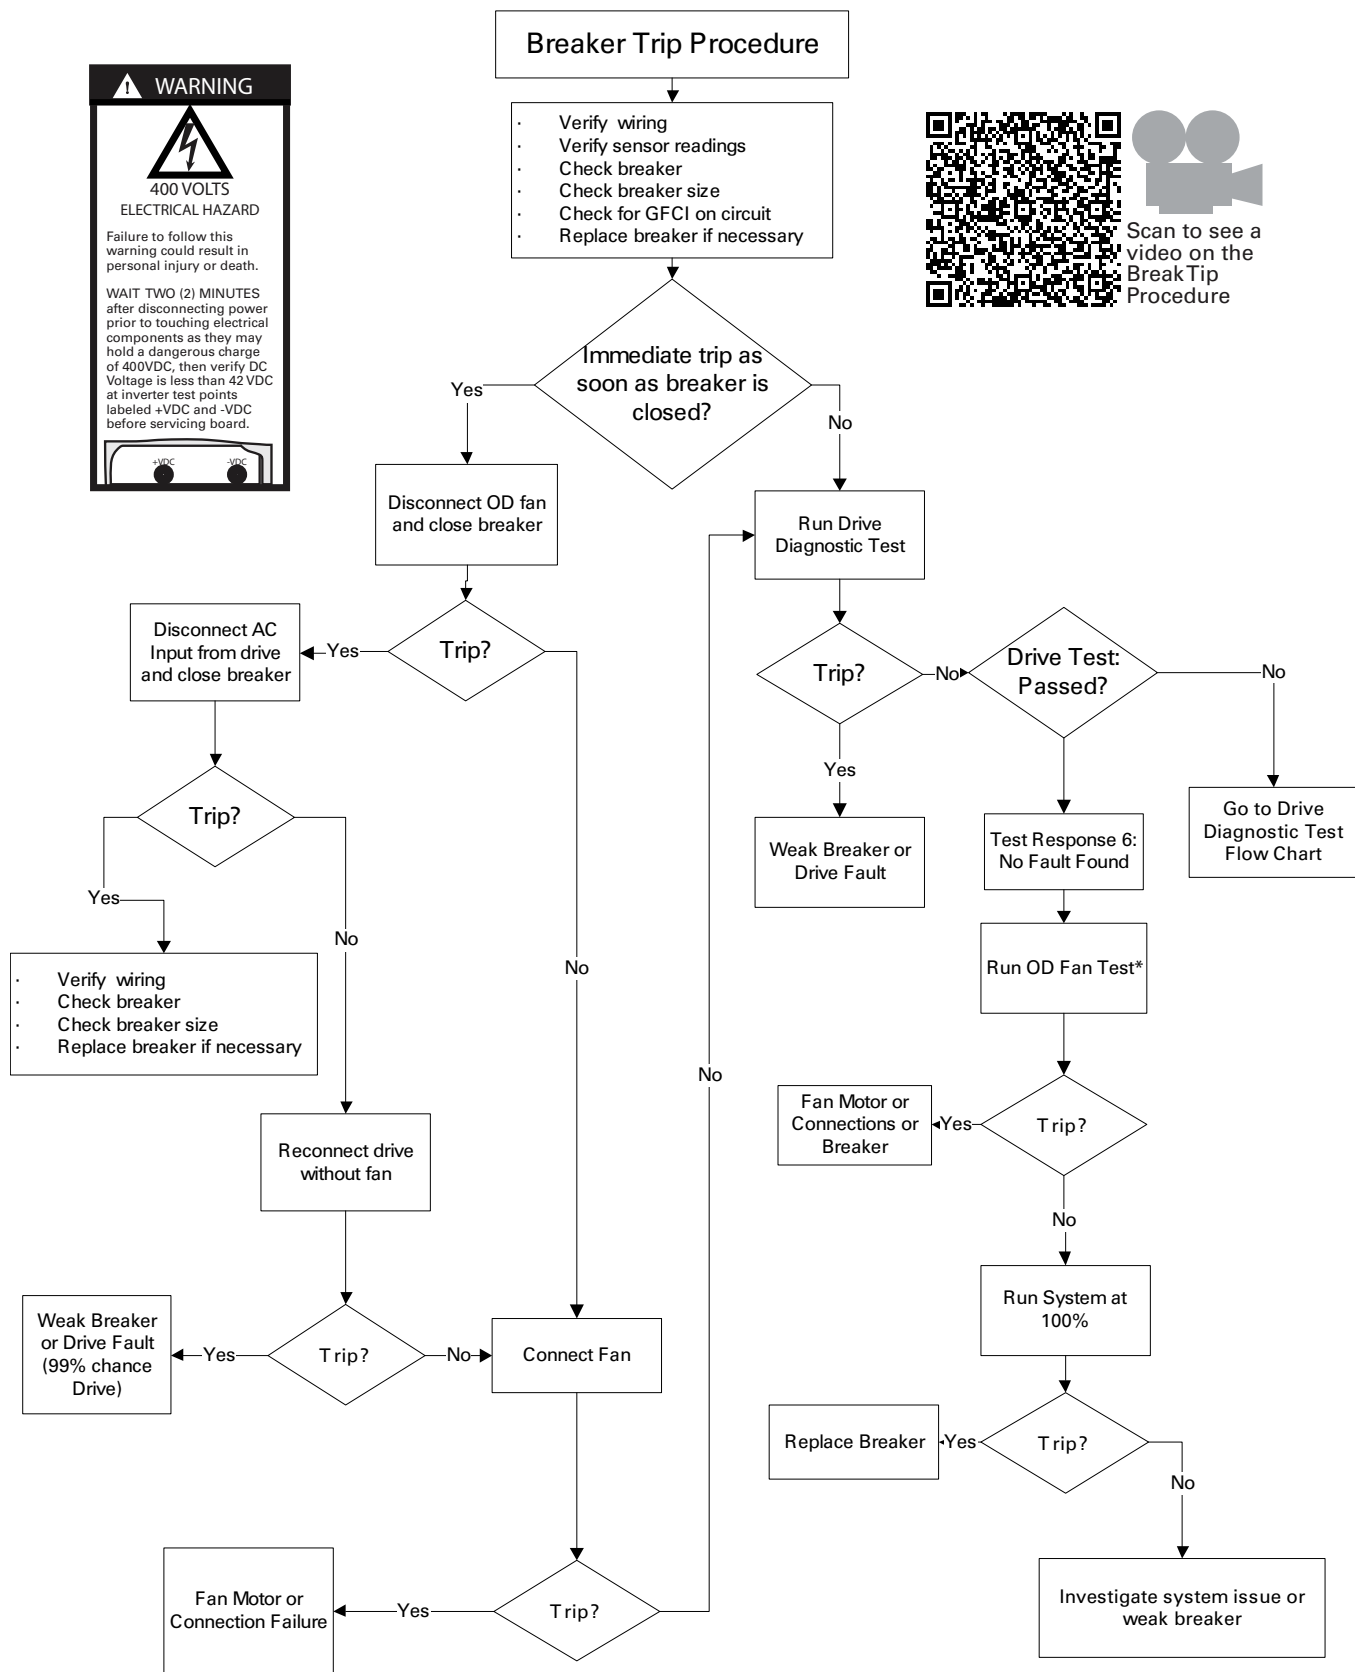 Breaker Trip Procedure
WARNING
400 VOLTS
ELECTRICAL HAZARD
Failure to follow this
warning could result in
personal injury or death.
WAIT TWO (2) MINUTES
after disconnecting power
prior to touching electrical
components as they may
hold a dangerous charge
of 400VDC, then verify DC
Voltage is less than 42 VDC
at inverter test points
labeled +VDC and -VDC
before servicing board.
+VDC
-VDC
· Verify wiring
· Verify sensor readings
· Check breaker
· Check breaker size
· Check for GFCI on circuit
· Replace breaker if necessary
Scan to see a
video on the
Break Tip
Procedure
Immediate trip as
soon as breaker is
closed?
Yes
No
Disconnect OD fan
and close breaker
Run Drive
Diagnostic Test
Disconnect AC
Input from drive
and close breaker
Yes
Trip?
Trip?
No
Drive Test:
Passed?
No
Yes
Trip?
Weak Breaker or
Drive Fault
Test Response 6:
No Fault Found
Go to Drive
Diagnostic Test
Flow Chart
Yes
No
No
· Verify wiring
· Check breaker
· Check breaker size
· Replace breaker if necessary
Run OD Fan Test*
No
Reconnect drive
without fan
Fan Motor or
Connections or
Breaker
Yes
Trip?
No
Run System at
100%
Weak Breaker
or Drive Fault
(99% chance
Drive)
Yes
Trip?
No
Connect Fan
Replace Breaker
Yes
Trip?
No
Fan Motor or
Connection Failure
Yes
Trip?
Investigate system issue or
weak breaker